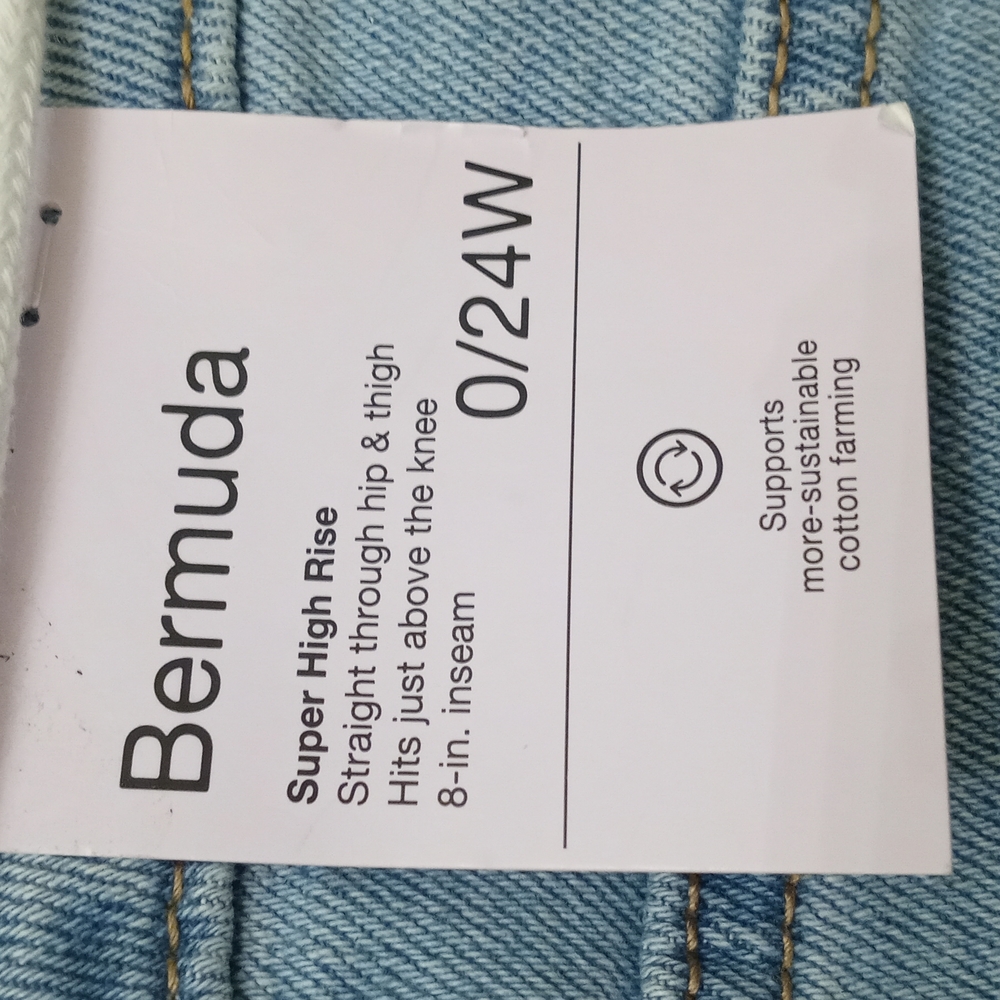 Bermuda
Super High Rise
Straight through hip & thigh
Hits just above the knee
8-in. inseam
0/24W
Supports
more-sustainable
cotton farming